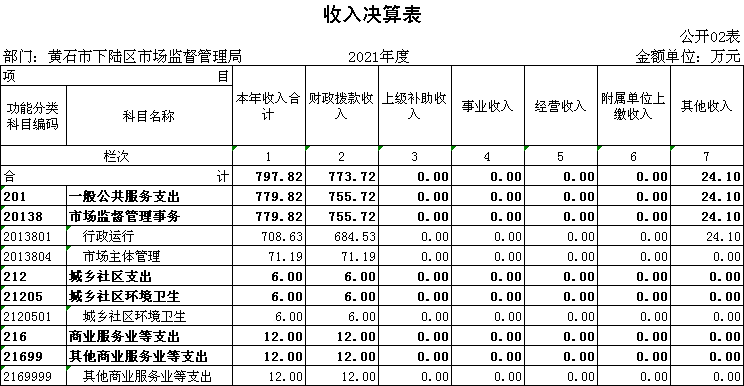 收入决算表
公开02表
部门：黄石市下陆区市场监督管理局 2021年度 金额单位：万元
项 目 本年收入合计 财政拨款收入 上级补助收入 事业收入 经营收入 附属单位上缴收入 其他收入
功能分类科目编码 科目名称
栏次 1 2 3 4 5 6 7
合 计 797.82 773.72 0.00 0.00 0.00 0.00 24.10
201 一般公共服务支出 779.82 755.72 0.00 0.00 0.00 0.00 24.10
20138 市场监督管理事务 779.82 755.72 0.00 0.00 0.00 0.00 24.10
2013801 行政运行 708.63 684.53 0.00 0.00 0.00 0.00 24.10
2013804 市场主体管理 71.19 71.19 0.00 0.00 0.00 0.00 0.00
212 城乡社区支出 6.00 6.00 0.00 0.00 0.00 0.00 0.00
21205 城乡社区环境卫生 6.00 6.00 0.00 0.00 0.00 0.00 0.00
2120501 城乡社区环境卫生 6.00 6.00 0.00 0.00 0.00 0.00 0.00
216 商业服务业等支出 12.00 12.00 0.00 0.00 0.00 0.00 0.00
21699 其他商业服务业等支出 12.00 12.00 0.00 0.00 0.00 0.00 0.00
2169999 其他商业服务业等支出 12.00 12.00 0.00 0.00 0.00 0.00 0.00